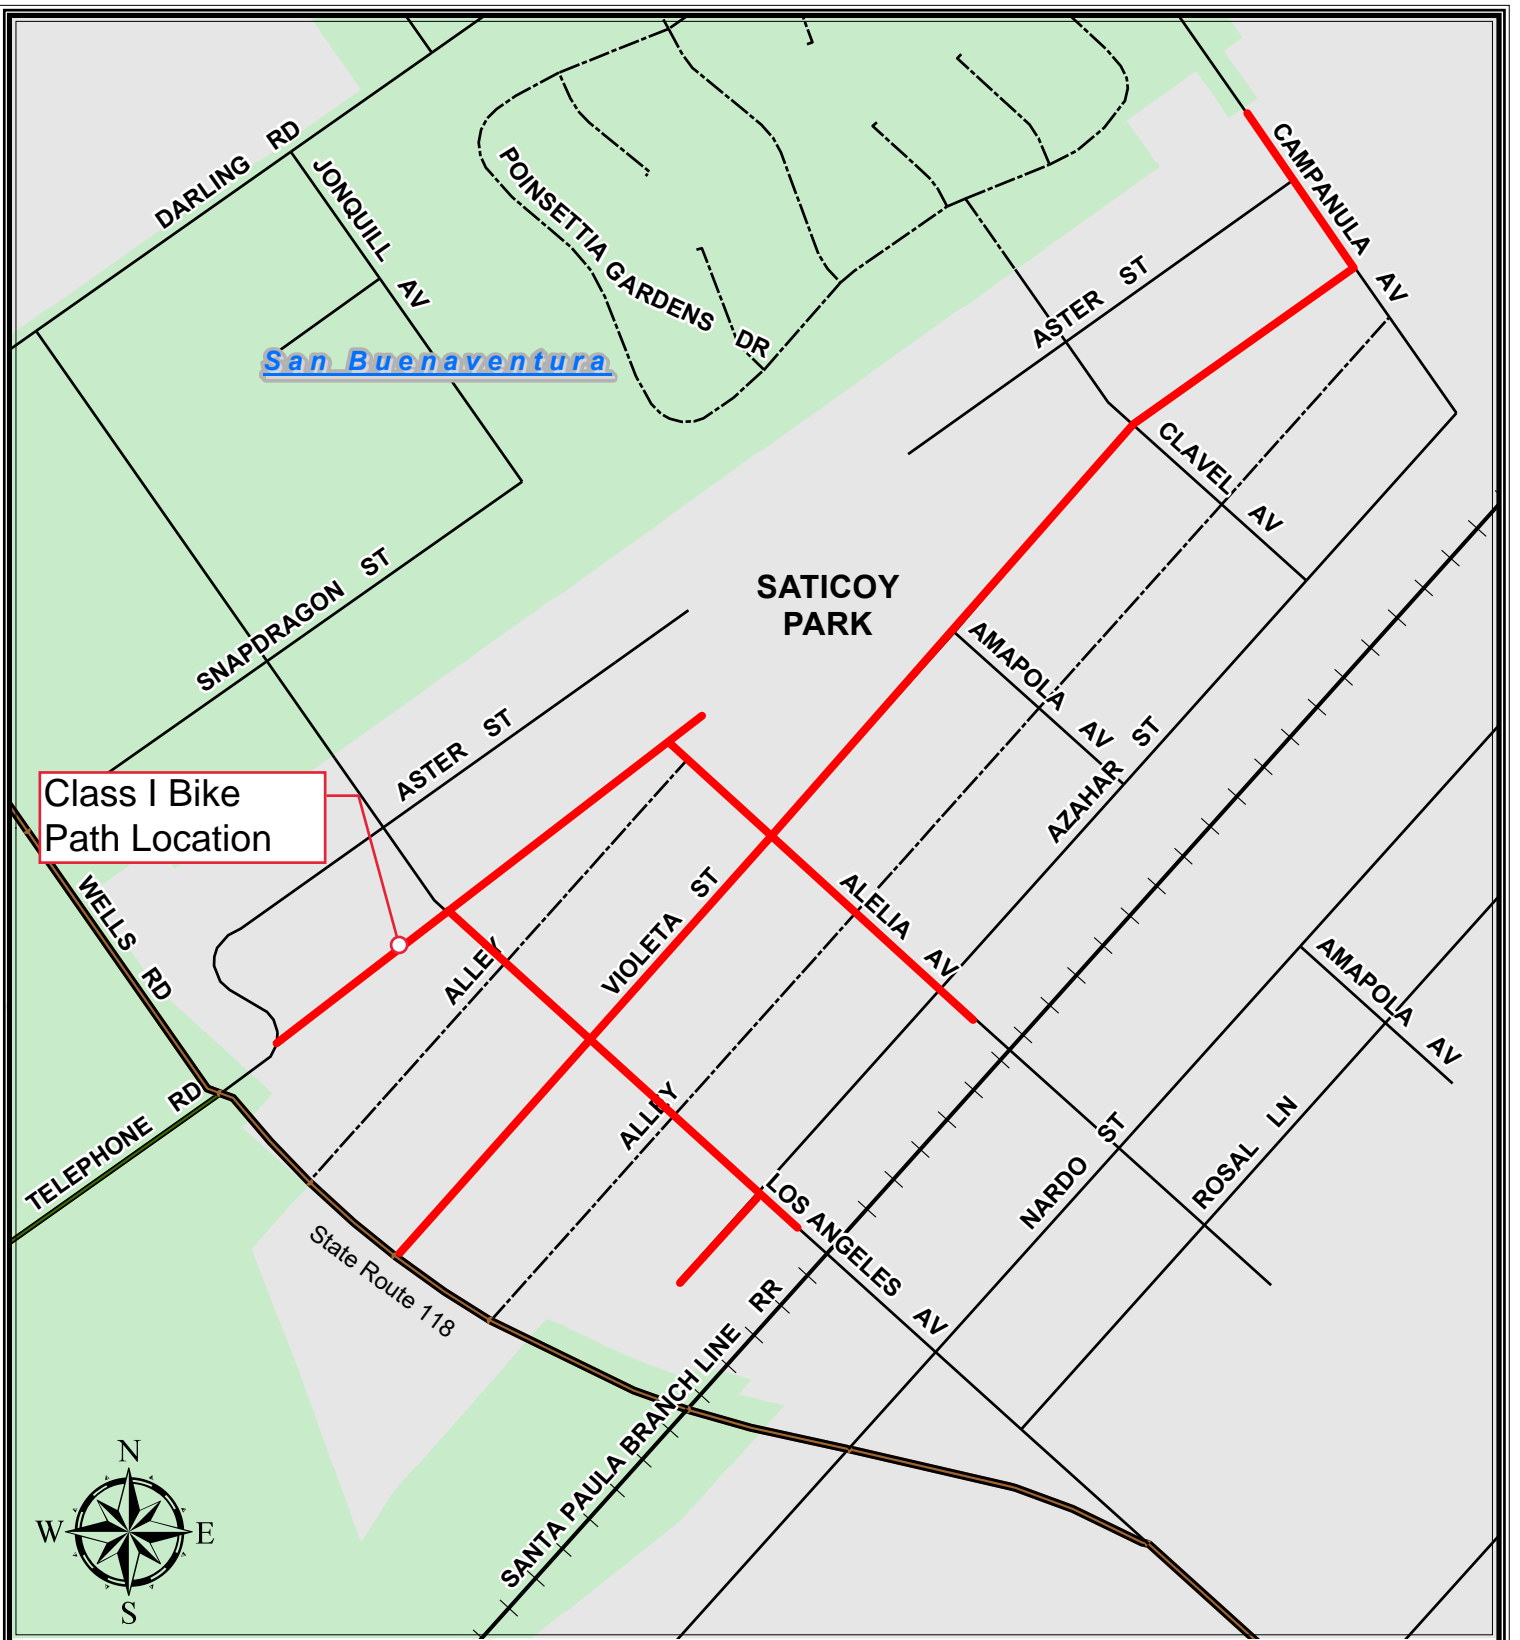 DARLING RD
JONQUILL AV
POINSETTIA GARDENS DR
CAMPANULA AV
San Buenaventura
ASTER ST
CLAVEL AV
SNAPDRAGON ST
SATICOY
PARK
AMAPOLA AV
ASTER ST
AZAHAR ST
Class I Bike
Path Location
WELLS RD
ALLEY
VIOLETA ST
ALELIA AV
AMAPOLA AV
TELEPHONE RD
ALLEY
LOS ANGELES AV
NARDO ST
ROSAL LN
State Route 118
SANTA PAULA BRANCH LINE RR
N
W E
S